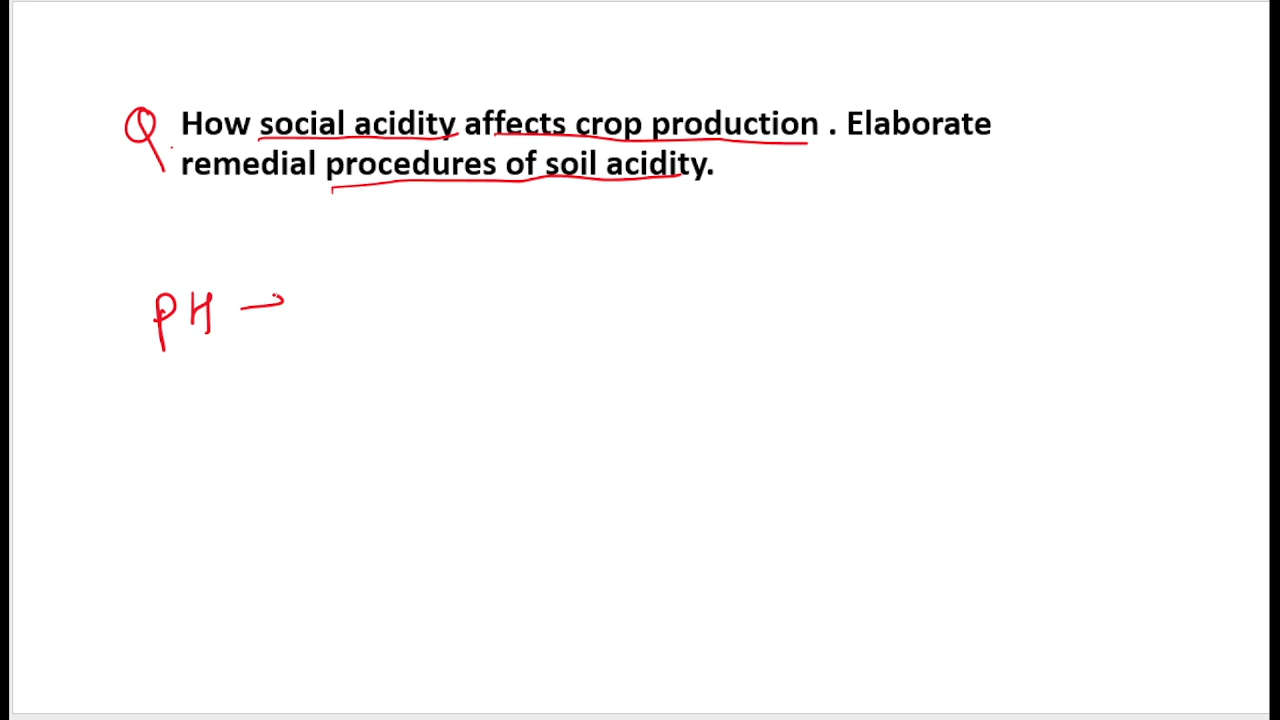 Q How social acidity affects crop production . Elaborate
remedial procedures of soil acidity.
PH →